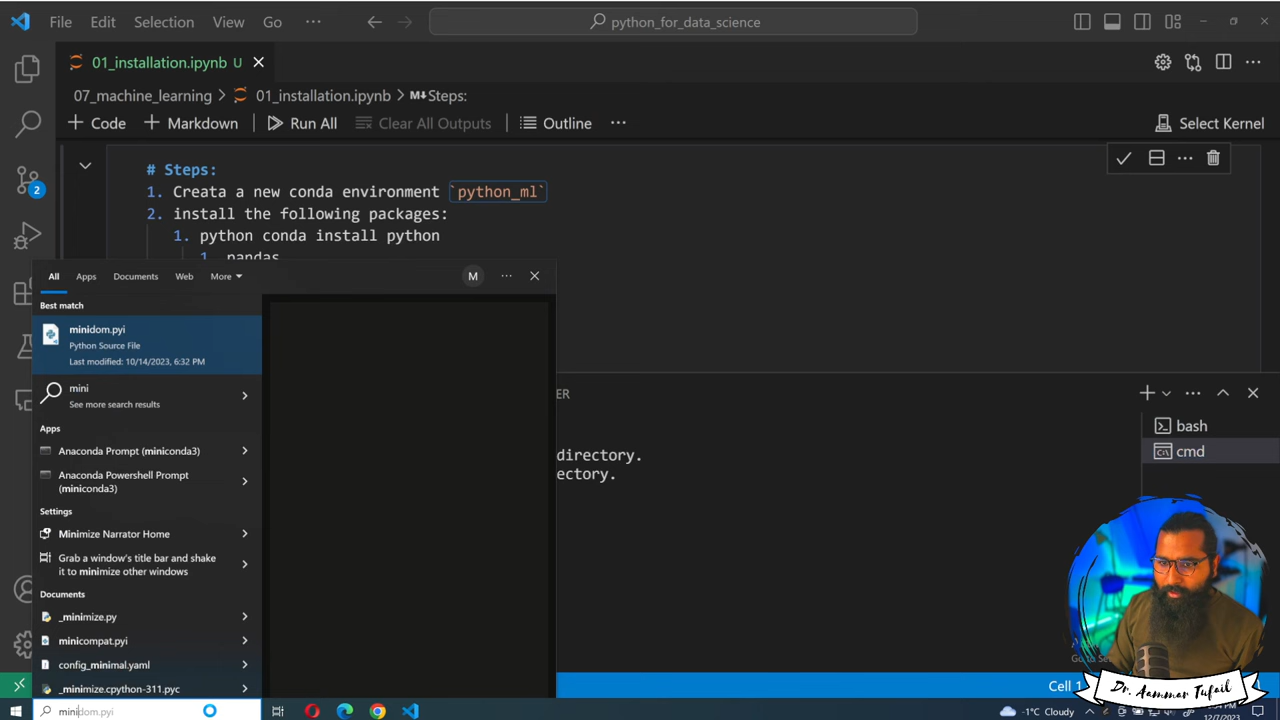 File Edit Selection View Go ··· python_for_data_science
01_installation.ipynb U
07_machine_learning > 01_installation.ipynb > M↓Steps:
+ Code + Markdown Run All Clear All Outputs Outline ··· Select Kernel
# Steps:
1. Creata a new conda environment `python_ml`
2. install the following packages:
1. python conda install python
1. pandas
All Apps Documents Web More M ···
Best match
minidom.pyi
Python Source File
Last modified: 10/14/2023, 6:32 PM
mini
See more search results
Apps
Anaconda Prompt (miniconda3)
Anaconda Powershell Prompt
(miniconda3)
Settings
Minimize Narrator Home
Grab a window's title bar and shake
it to minimize other windows
Documents
_minimize.py
minicompat.pyi
config_minimal.yaml
_minimize.cpython-311.pyc
minidom.pyi
ER
directory.
ectory.
bash
cmd
2
Cell 1
Dr. Aammar Tufail
-1°C Cloudy
12/7/2023